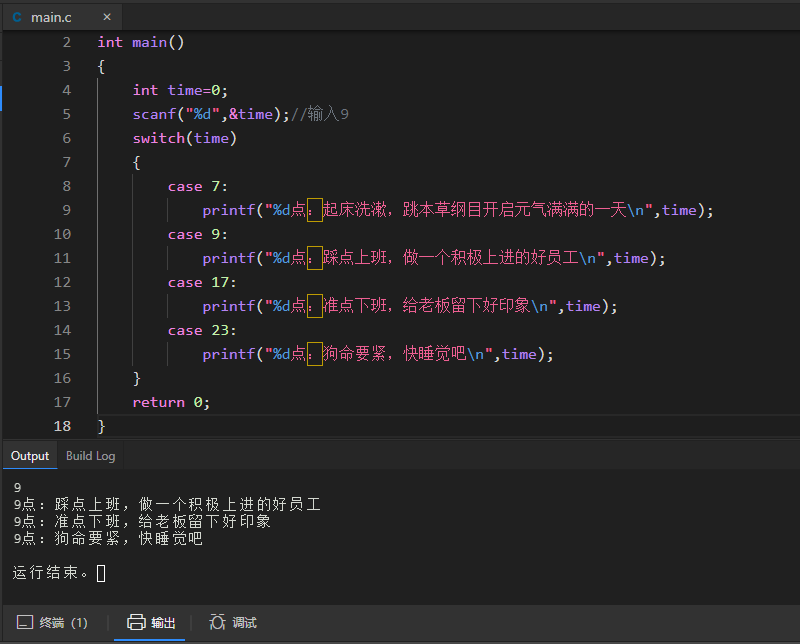 C main.c ×
2 int main()
3 {
4 int time=0;
5 scanf("%d",&time);//输入9
6 switch(time)
7 {
8 case 7:
9 printf("%d点：起床洗漱，跳本草纲目开启元气满满的一天\n",time);
10 case 9:
11 printf("%d点：踩点上班，做一个积极上进的好员工\n",time);
12 case 17:
13 printf("%d点：准点下班，给老板留下好印象\n",time);
14 case 23:
15 printf("%d点：狗命要紧，快睡觉吧\n",time);
16 }
17 return 0;
18 }
Output Build Log
9
9点：踩点上班，做一个积极上进的好员工
9点：准点下班，给老板留下好印象
9点：狗命要紧，快睡觉吧
运行结束。
终端 (1) 输出 调试